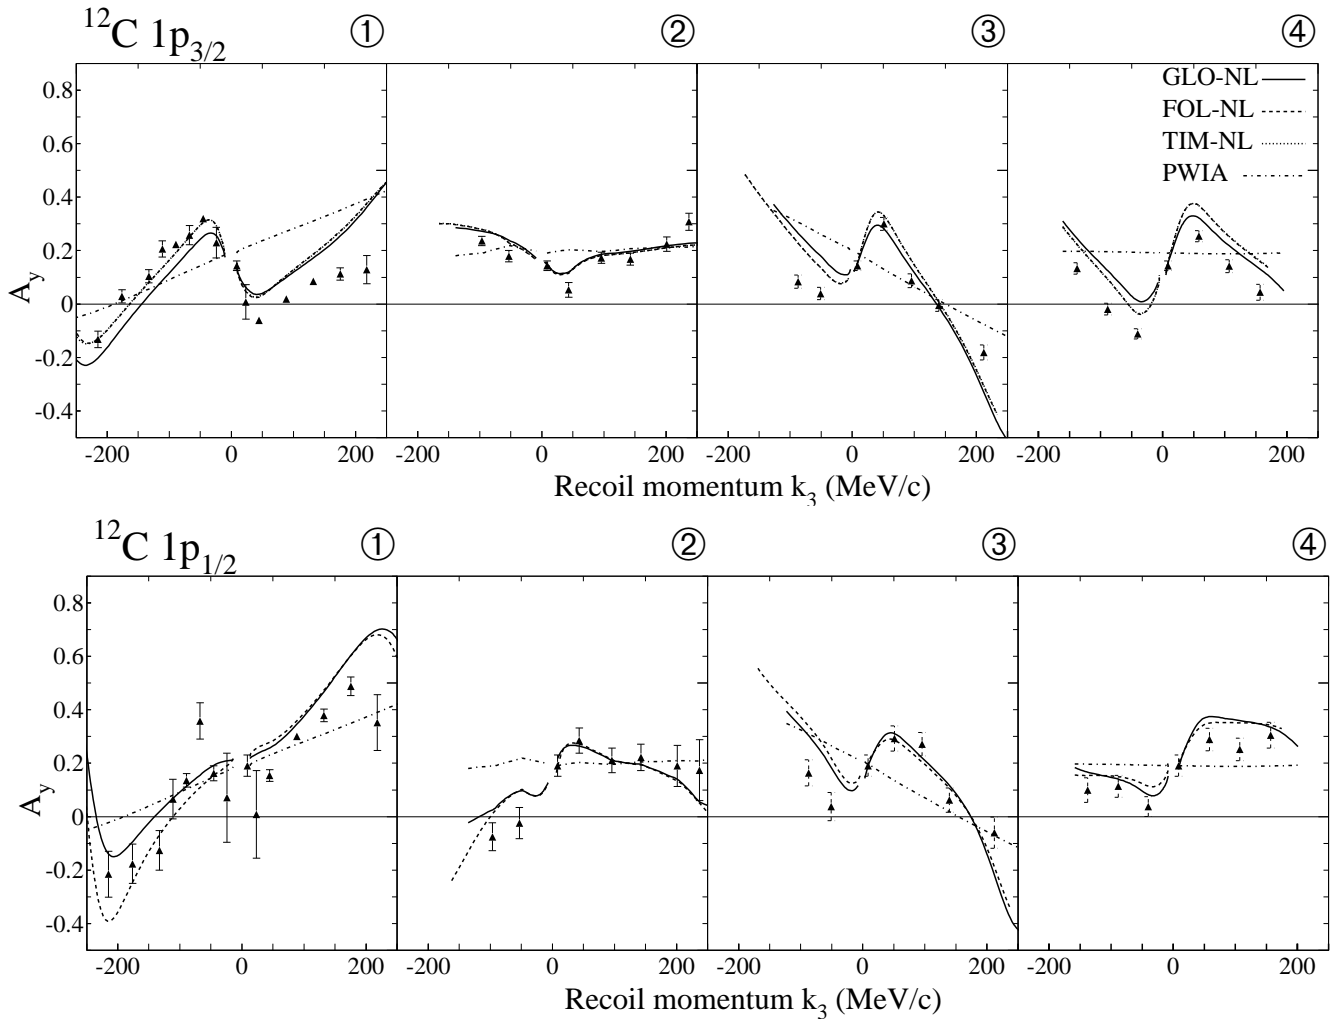 12C 1p3/2 ① ② ③ ④
GLO-NL
FOL-NL
TIM-NL
PWIA
0.8
0.6
0.4
0.2
0
-0.2
-0.4
Ay
-200 0 200 -200 0 200 -200 0 200 -200 0 200
Recoil momentum k3 (MeV/c)
12C 1p1/2 ① ② ③ ④
0.8
0.6
0.4
0.2
0
-0.2
-0.4
Ay
-200 0 200 -200 0 200 -200 0 200 -200 0 200
Recoil momentum k3 (MeV/c)